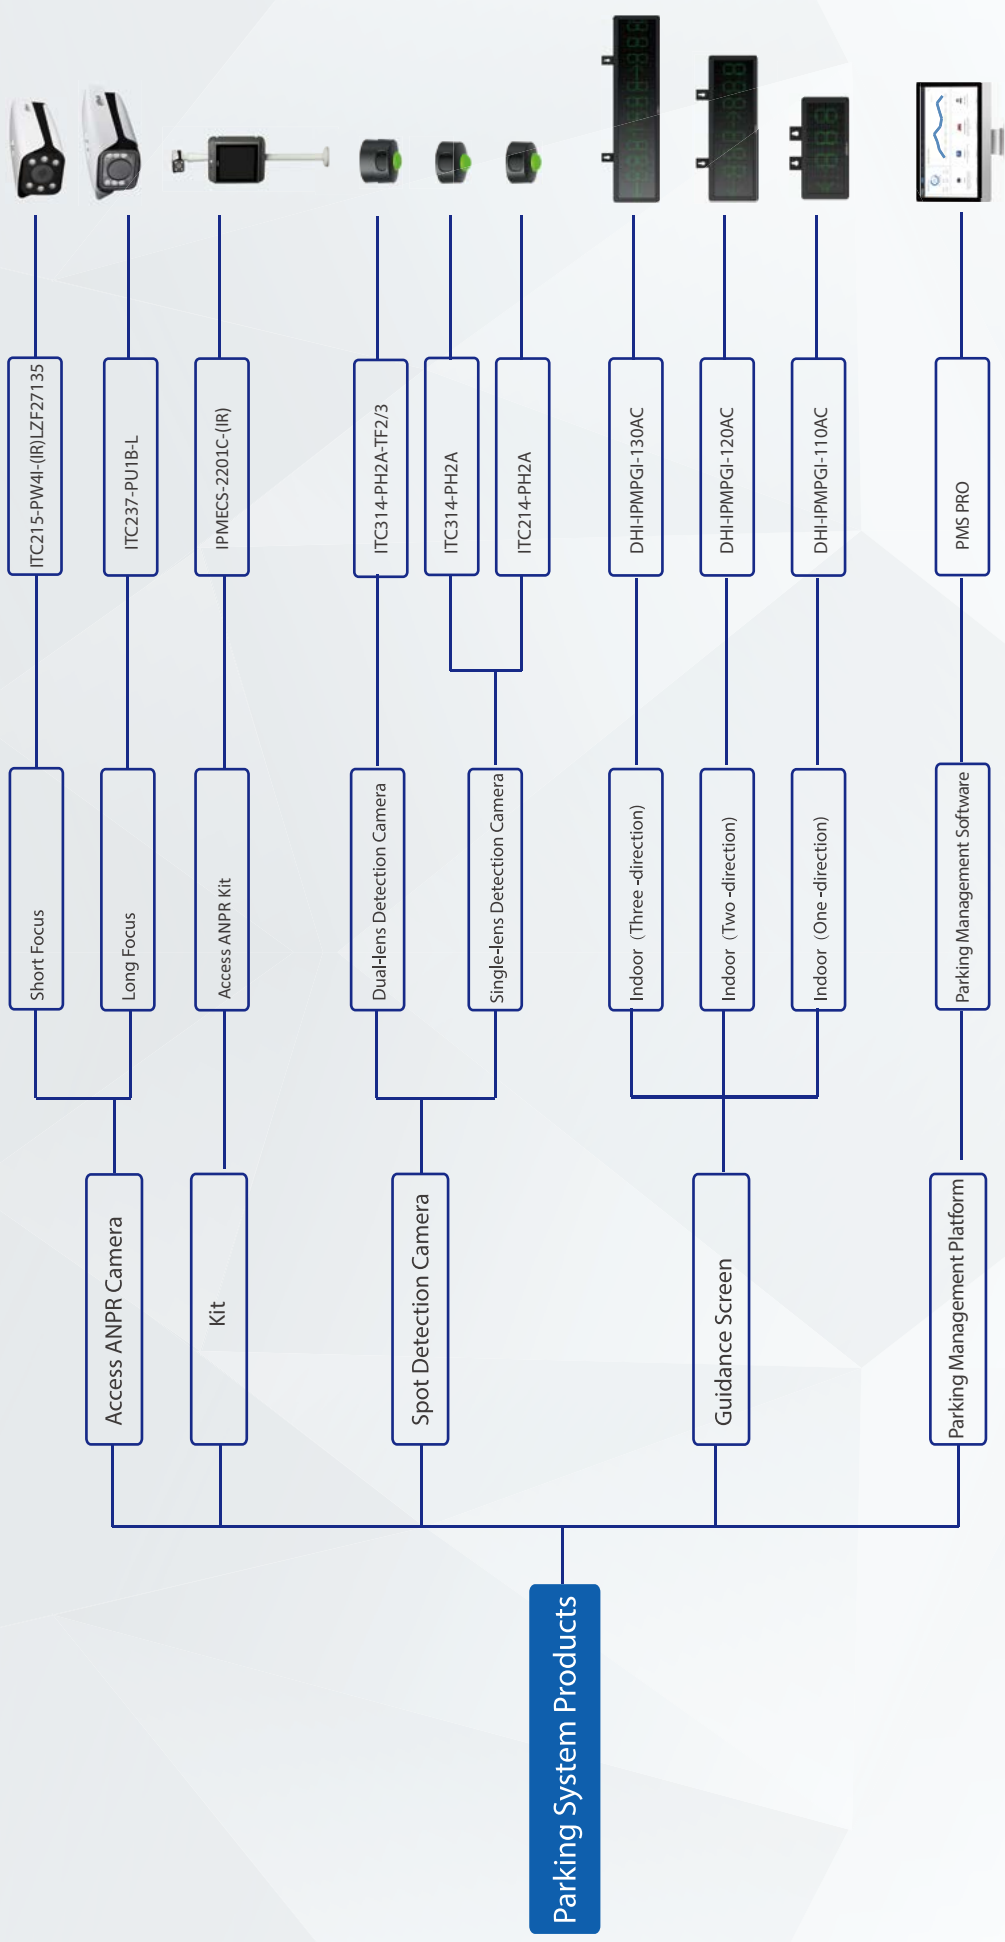 Parking System Products
Access ANPR Camera
Short Focus
ITC215-PW4I-(IR)LZF27135
Long Focus
ITC237-PU1B-L
Kit
Access ANPR Kit
IPMECS-2201C-(IR)
Spot Detection Camera
Dual-lens Detection Camera
ITC314-PH2A-TF2/3
Single-lens Detection Camera
ITC314-PH2A
ITC214-PH2A
Guidance Screen
Indoor（Three -direction)
DHI-IPMPGI-130AC
Indoor（Two -direction)
DHI-IPMPGI-120AC
Indoor（One -direction)
DHI-IPMPGI-110AC
Parking Management Platform
Parking Management Software
PMS PRO